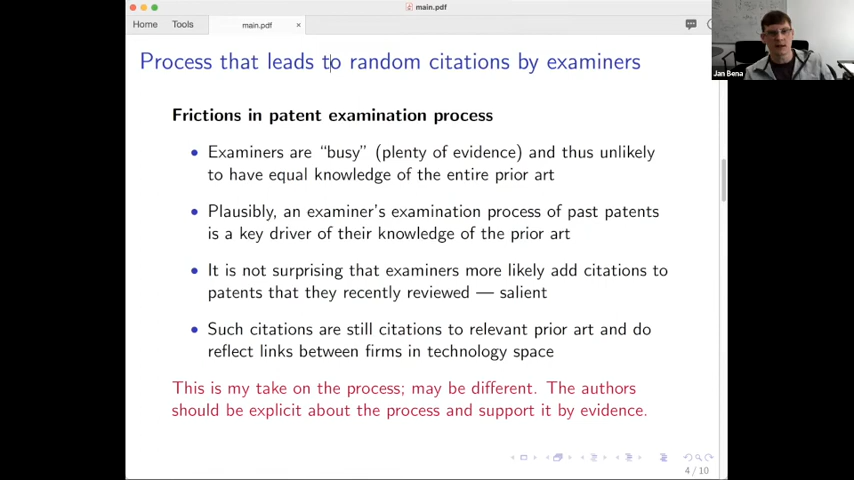 main.pdf
Home Tools main.pdf ×
Process that leads to random citations by examiners
Jan Bena
Frictions in patent examination process
• Examiners are “busy” (plenty of evidence) and thus unlikely
to have equal knowledge of the entire prior art
• Plausibly, an examiner’s examination process of past patents
is a key driver of their knowledge of the prior art
• It is not surprising that examiners more likely add citations to
patents that they recently reviewed — salient
• Such citations are still citations to relevant prior art and do
reflect links between firms in technology space
This is my take on the process; may be different. The authors
should be explicit about the process and support it by evidence.
4 / 10